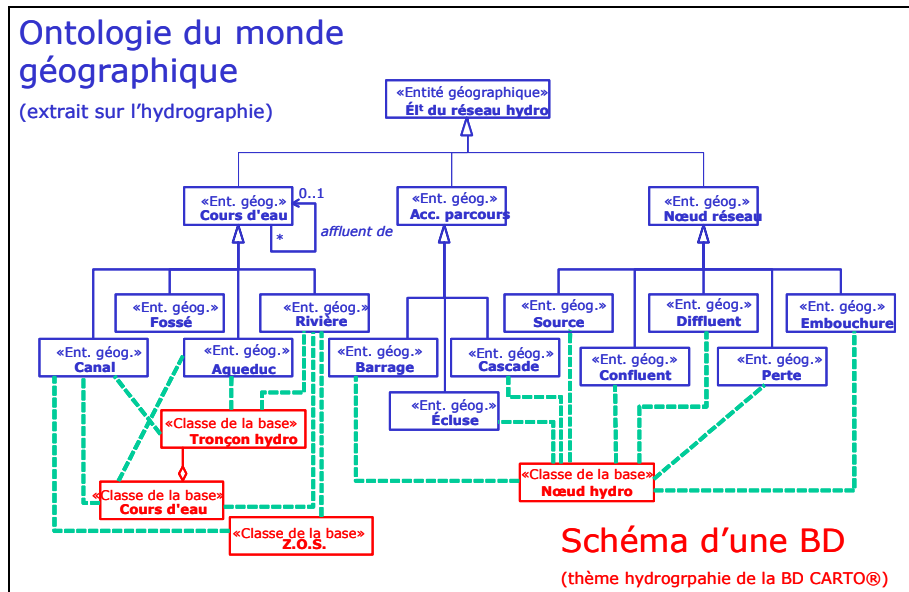 Ontologie du monde
géographique
(extrait sur l'hydrographie)
«Entité géographique»
Élt du réseau hydro
«Ent. géog.»
Cours d'eau
0..1
*
affluent de
«Ent. géog.»
Acc. parcours
«Ent. géog.»
Nœud réseau
«Ent. géog.»
Fossé
«Ent. géog.»
Rivière
«Ent. géog.»
Source
«Ent. géog.»
Diffluent
«Ent. géog.»
Embouchure
«Ent. géog.»
Canal
«Ent. géog.»
Aqueduc
«Ent. géog.»
Barrage
«Ent. géog.»
Cascade
«Ent. géog.»
Confluent
«Ent. géog.»
Perte
«Ent. géog.»
Écluse
«Classe de la base»
Tronçon hydro
«Classe de la base»
Cours d'eau
«Classe de la base»
Z.O.S.
«Classe de la base»
Nœud hydro
Schéma d'une BD
(thème hydrogrpahie de la BD CARTO®)